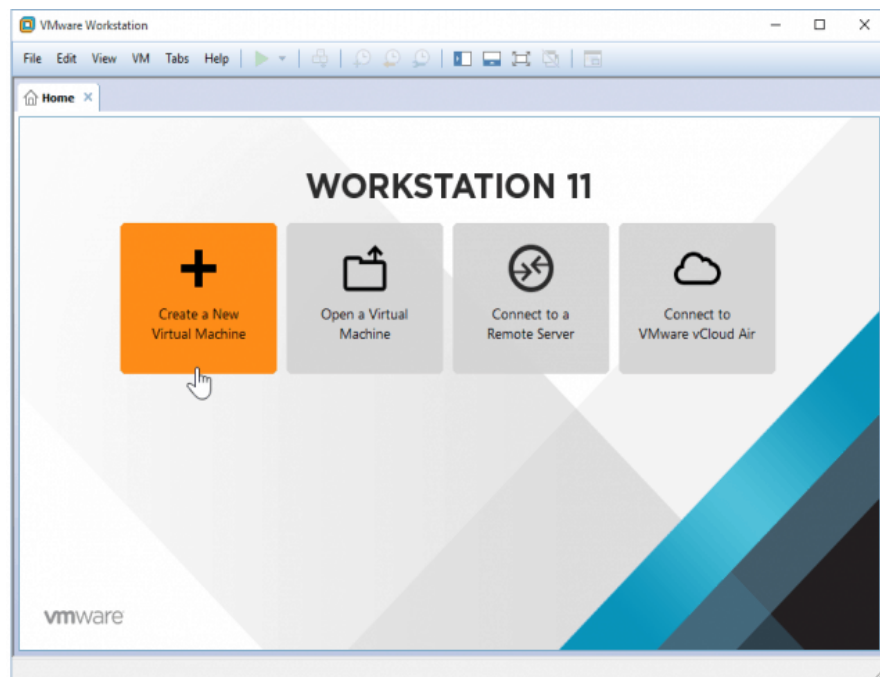 VMware Workstation
File Edit View VM Tabs Help
Home
WORKSTATION 11
Create a New
Virtual Machine
Open a Virtual
Machine
Connect to a
Remote Server
Connect to
VMware vCloud Air
vmware